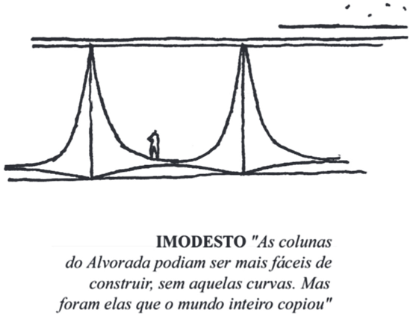 IMODESTO "As colunas
do Alvorada podiam ser mais fáceis de
construir, sem aquelas curvas. Mas
foram elas que o mundo inteiro copiou"